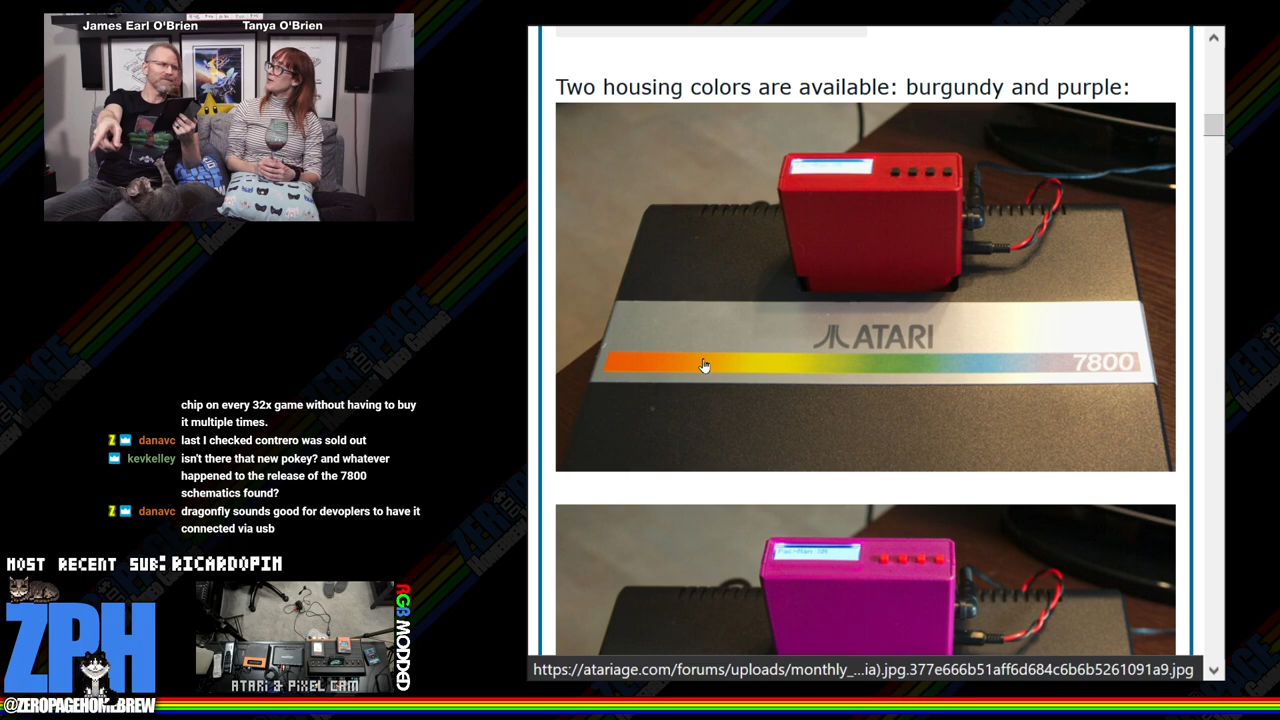 James Earl O'Brien
Tanya O'Brien
Two housing colors are available: burgundy and purple:
ATARI
7800
Pac-Man
chip on every 32x game without having to buy
it multiple times.
Z danavc last I checked contrero was sold out
kevkelley isn't there that new pokey? and whatever
happened to the release of the 7800
schematics found?
Z danavc dragonfly sounds good for devoplers to have it
connected via usb
MOST RECENT SUB: RICARDOPIM
ZPH
RGB MODDED
ATARI & PIXEL CAM
@ZEROPAGEHOMEBREW
https://atariage.com/forums/uploads/monthly_...ia).jpg.377e666b51aff6d684c6b6b5261091a9.jpg